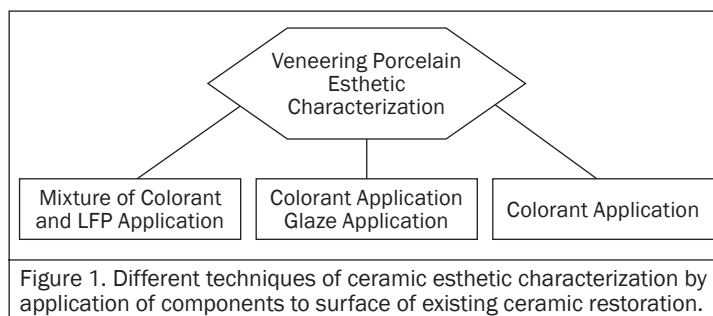 Veneering Porcelain
Esthetic
Characterization
Mixture of Colorant
and LFP Application
Colorant Application
Glaze Application
Colorant Application
Figure 1. Different techniques of ceramic esthetic characterization by
application of components to surface of existing ceramic restoration.